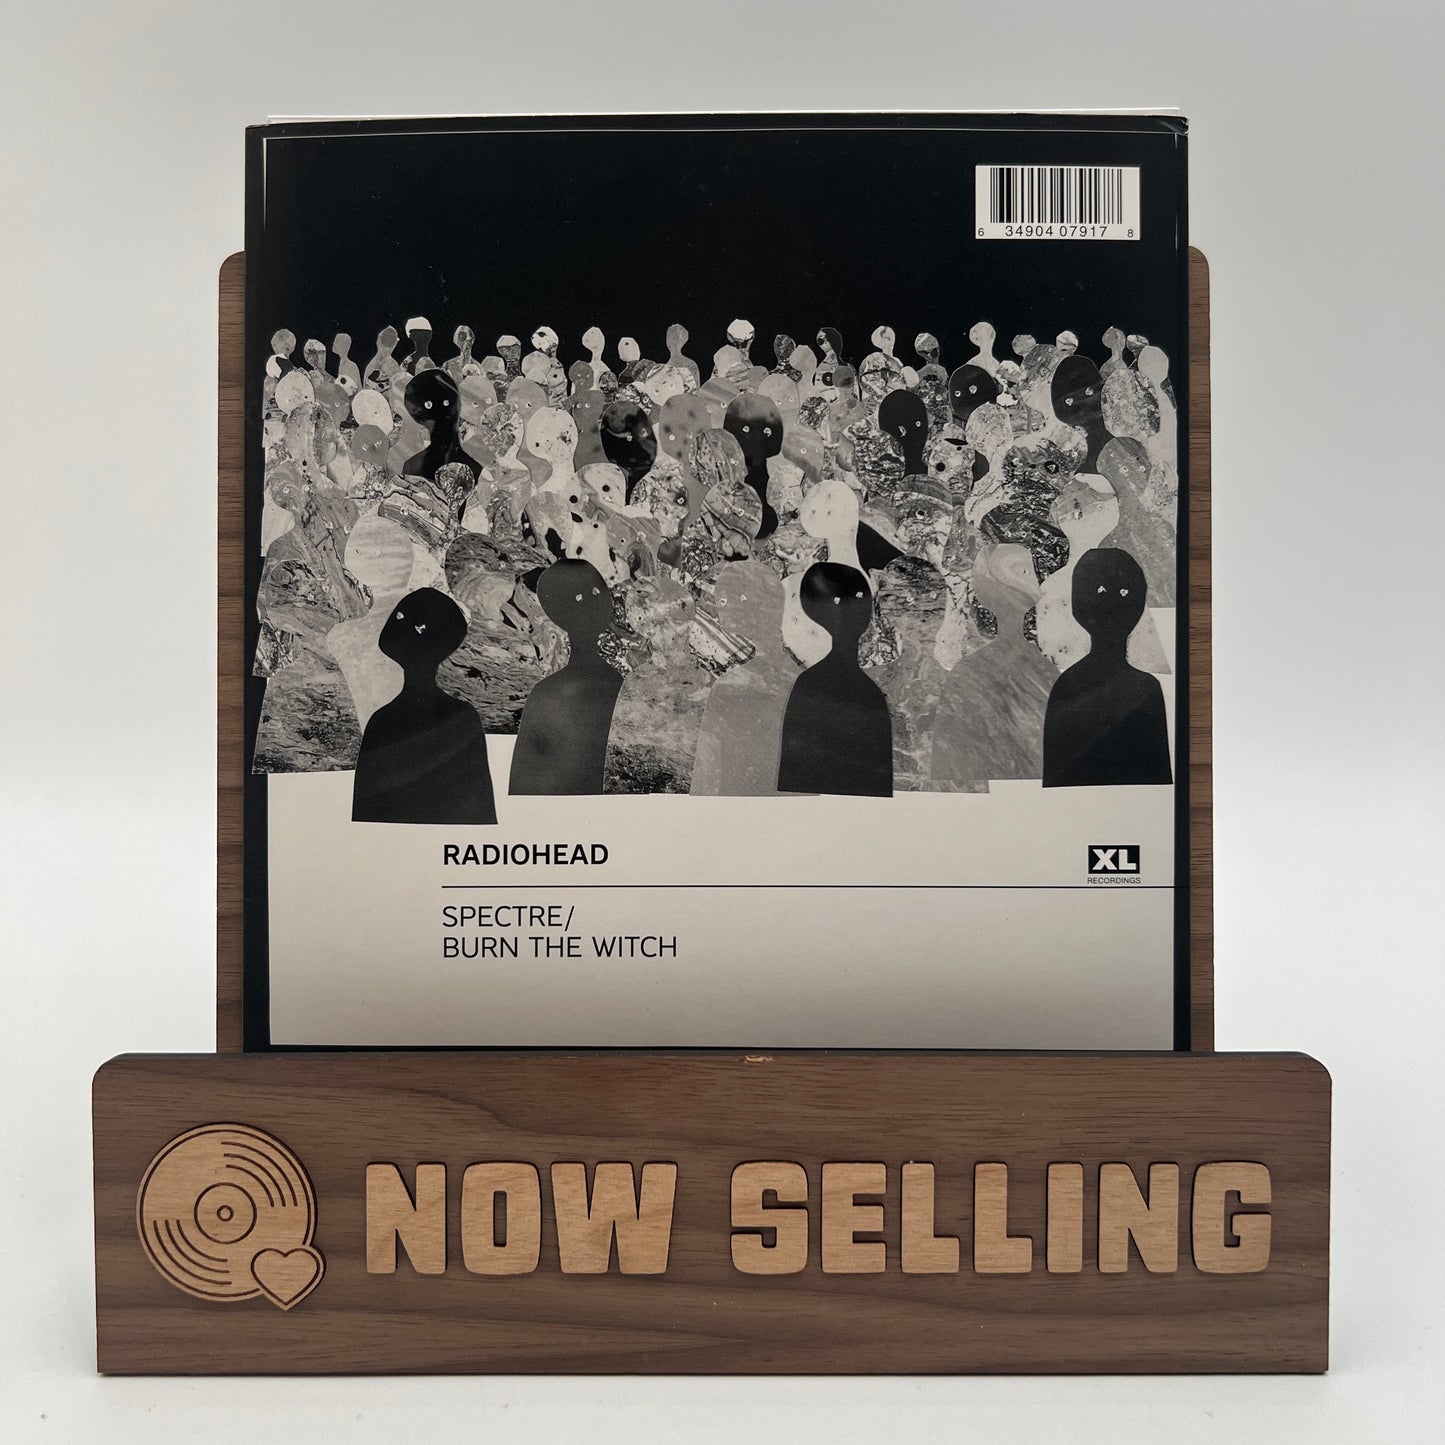 6 34904 07917 8
RADIOHEAD
XL
RECORDINGS
SPECTRE/
BURN THE WITCH
NOW SELLING